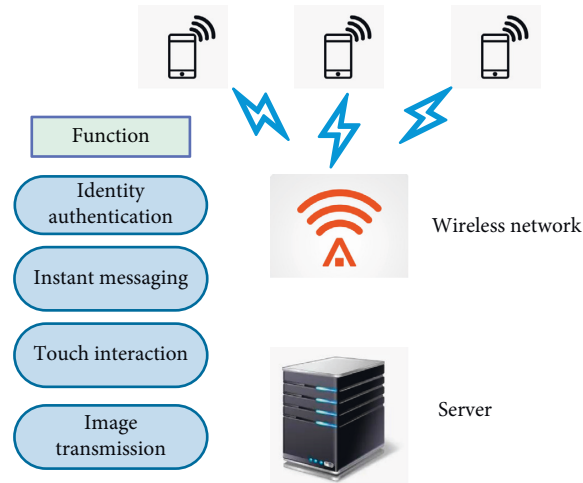 Function
Identity
authentication
Instant messaging
Touch interaction
Image
transmission
Wireless network
Server